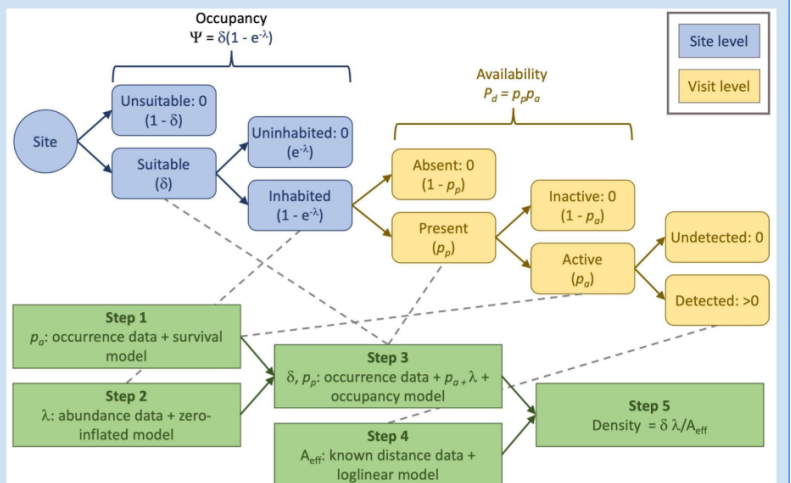 Occupancy
Ψ = δ(1 - e^-λ)
Site level
Visit level
Availability
P_d = p_pp_a
Site
Unsuitable: 0
(1 - δ)
Suitable
(δ)
Uninhabited: 0
(e^-λ)
Inhabited
(1 - e^-λ)
Absent: 0
(1 - p_p)
Present
(p_p)
Inactive: 0
(1 - p_a)
Active
(p_a)
Undetected: 0
Detected: >0
Step 1
p_a: occurrence data + survival
model
Step 2
λ: abundance data + zero-
inflated model
Step 3
δ, p_p: occurrence data + p_a, λ +
occupancy model
Step 4
A_eff: known distance data +
loglinear model
Step 5
Density = δ λ/A_eff